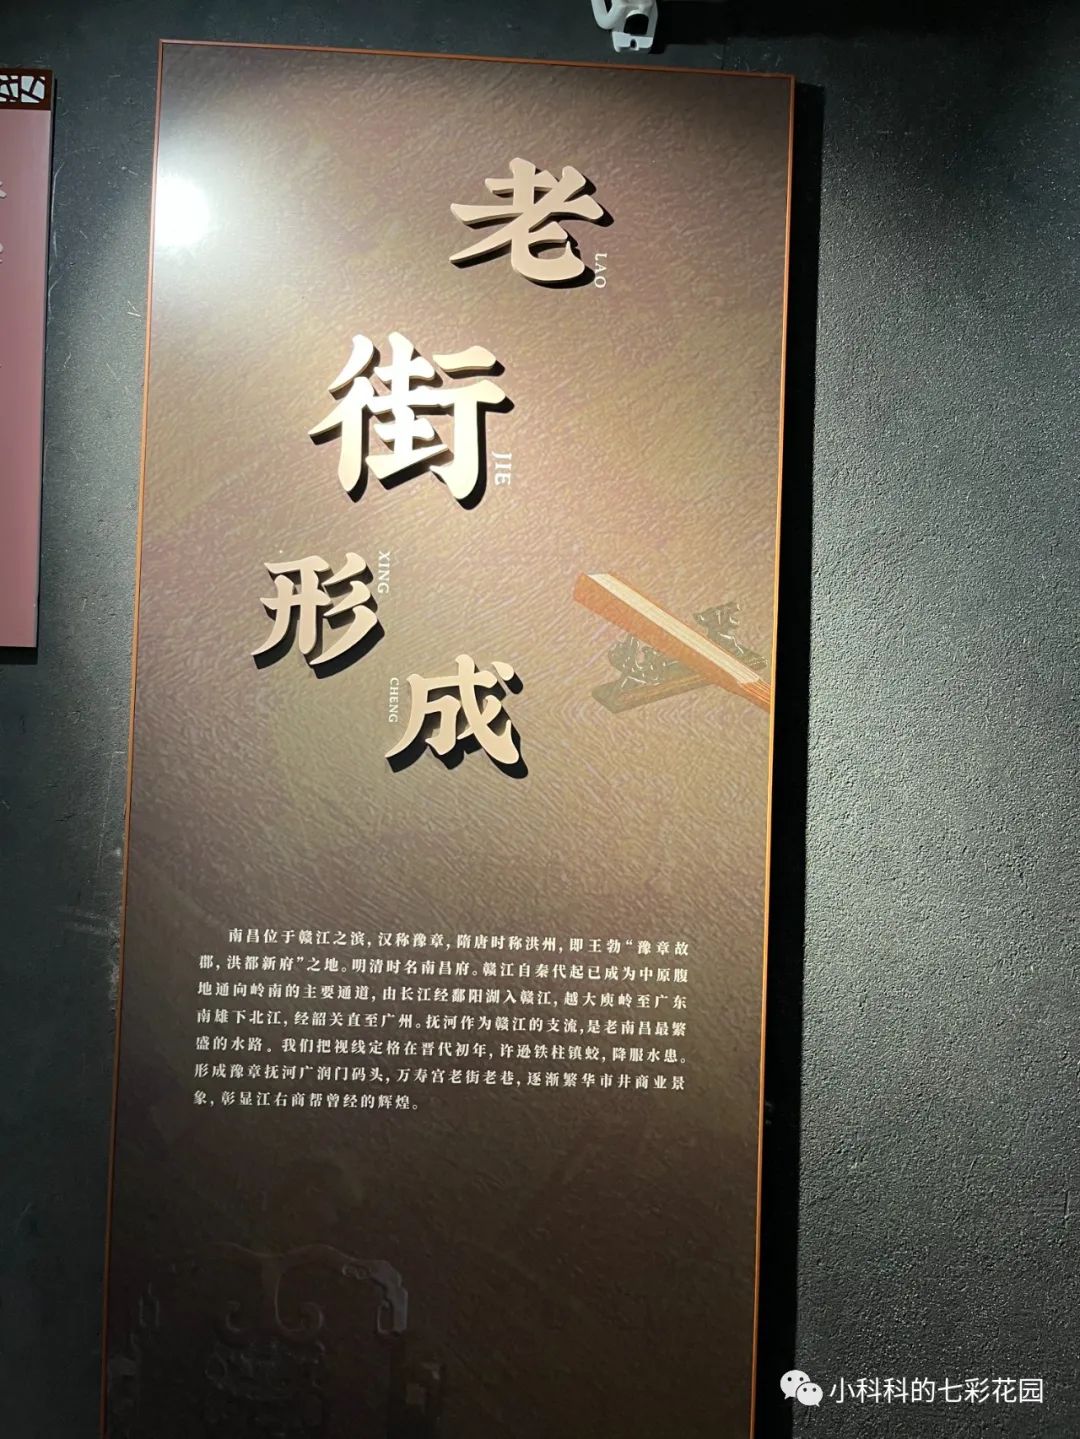 老
LAO
街
JIE
形
XING
成
CHENG
南昌位于赣江之滨，汉称豫章，隋唐时称洪州，即王勃“豫章故
郡，洪都新府”之地。明清时名南昌府。赣江自秦代起已成为中原腹
地通向岭南的主要通道，由长江经鄱阳湖入赣江，越大庾岭至广东
南雄下北江，经韶关直至广州。抚河作为赣江的支流，是老南昌最繁
盛的水路。我们把视线定格在晋代初年，许逊铁柱镇蛟，降服水患。
形成豫章抚河广润门码头，万寿宫老街老巷，逐渐繁华市井商业景
象，彰显江右商帮曾经的辉煌。
小科科的七彩花园